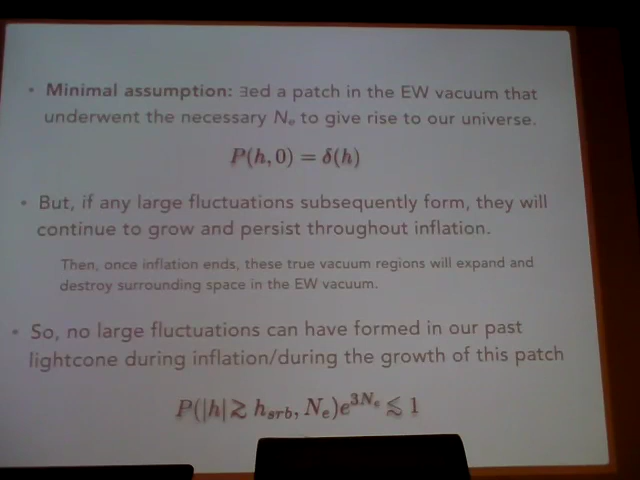 • Minimal assumption: ∃ed a patch in the EW vacuum that
underwent the necessary Nₑ to give rise to our universe.
P(h, 0) = δ(h)
• But, if any large fluctuations subsequently form, they will
continue to grow and persist throughout inflation.
Then, once inflation ends, these true vacuum regions will expand and
destroy surrounding space in the EW vacuum.
• So, no large fluctuations can have formed in our past
lightcone during inflation/during the growth of this patch
P(|h| ≳ h_{srb}, N_e)e^{3N_e} ≲ 1